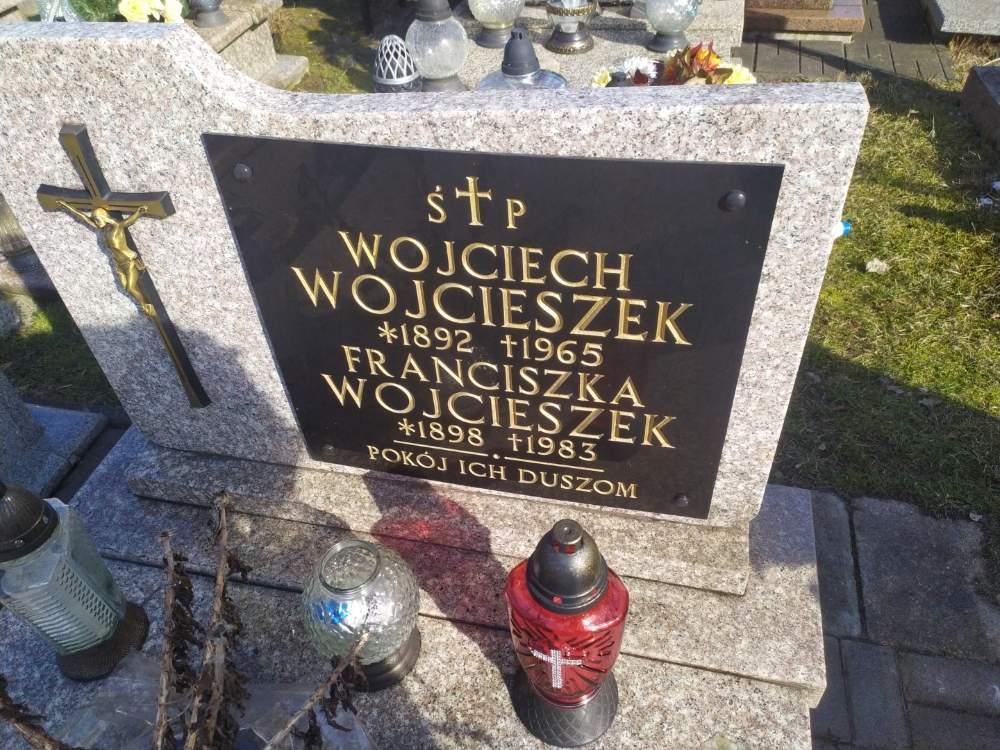 Ś † P
WOJCIECH
WOJCIESZEK
*1892 †1965
FRANCISZKA
WOJCIESZEK
*1898 †1983
POKÓJ ICH DUSZOM